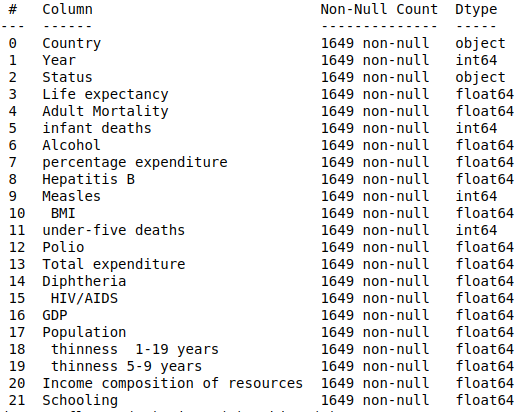 #   Column                           Non-Null Count  Dtype
---  ------                           --------------  -----
 0   Country                          1649 non-null   object
 1   Year                             1649 non-null   int64
 2   Status                           1649 non-null   object
 3   Life expectancy                  1649 non-null   float64
 4   Adult Mortality                  1649 non-null   float64
 5   infant deaths                    1649 non-null   int64
 6   Alcohol                          1649 non-null   float64
 7   percentage expenditure           1649 non-null   float64
 8   Hepatitis B                      1649 non-null   float64
 9   Measles                          1649 non-null   int64
 10   BMI                             1649 non-null   float64
 11  under-five deaths                1649 non-null   int64
 12  Polio                            1649 non-null   float64
 13  Total expenditure                1649 non-null   float64
 14  Diphtheria                       1649 non-null   float64
 15   HIV/AIDS                        1649 non-null   float64
 16  GDP                              1649 non-null   float64
 17  Population                       1649 non-null   float64
 18   thinness  1-19 years            1649 non-null   float64
 19   thinness 5-9 years              1649 non-null   float64
 20  Income composition of resources  1649 non-null   float64
 21  Schooling                        1649 non-null   float64